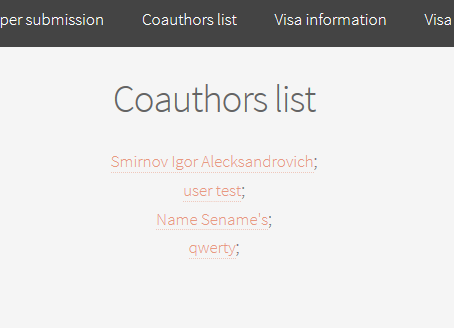 per submission Coauthors list Visa information Visa
Coauthors list
Smirnov Igor Alecksandrovich;
user test;
Name Sename's;
qwerty;